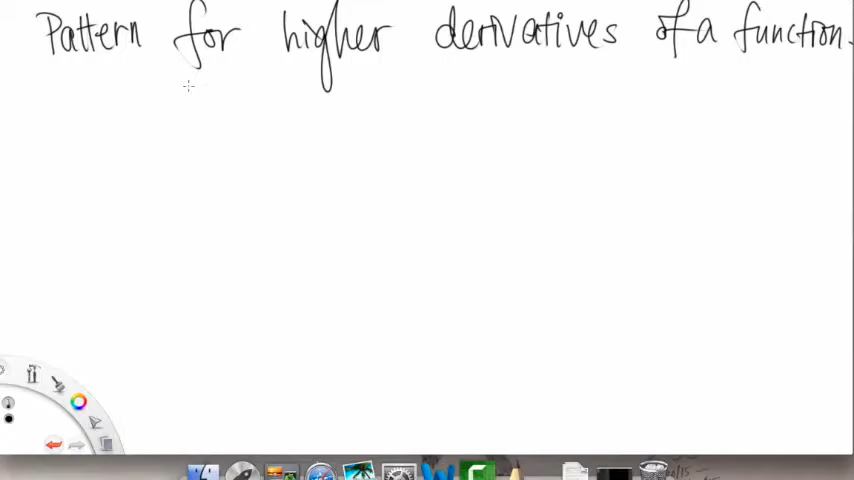 Pattern for higher derivatives of a function.